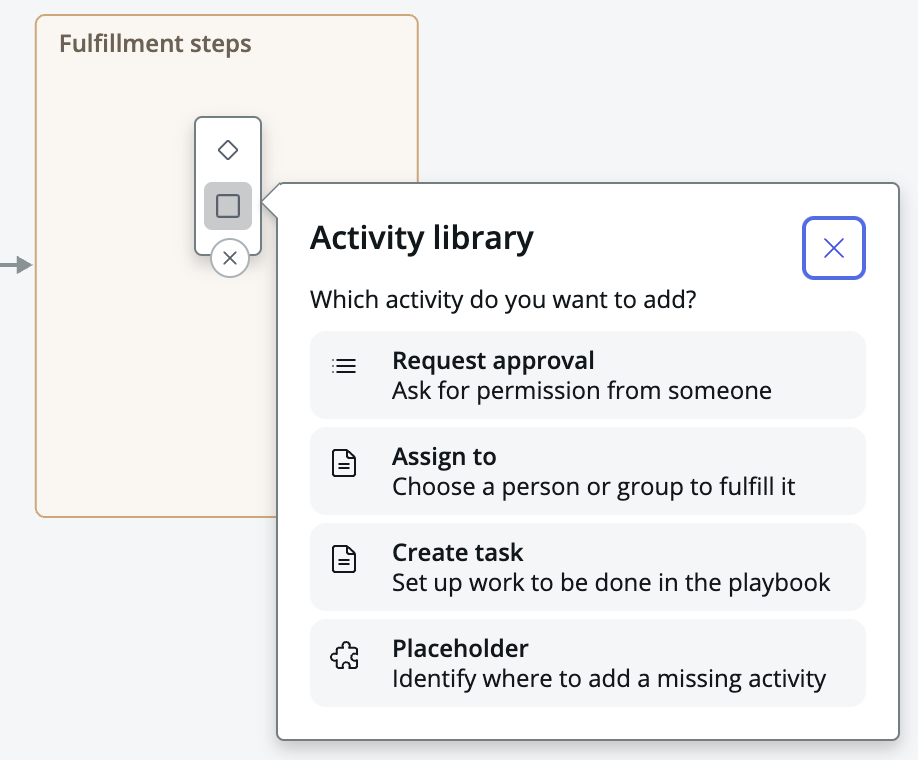 Fulfillment steps
Activity library
Which activity do you want to add?
Request approval
Ask for permission from someone
Assign to
Choose a person or group to fulfill it
Create task
Set up work to be done in the playbook
Placeholder
Identify where to add a missing activity